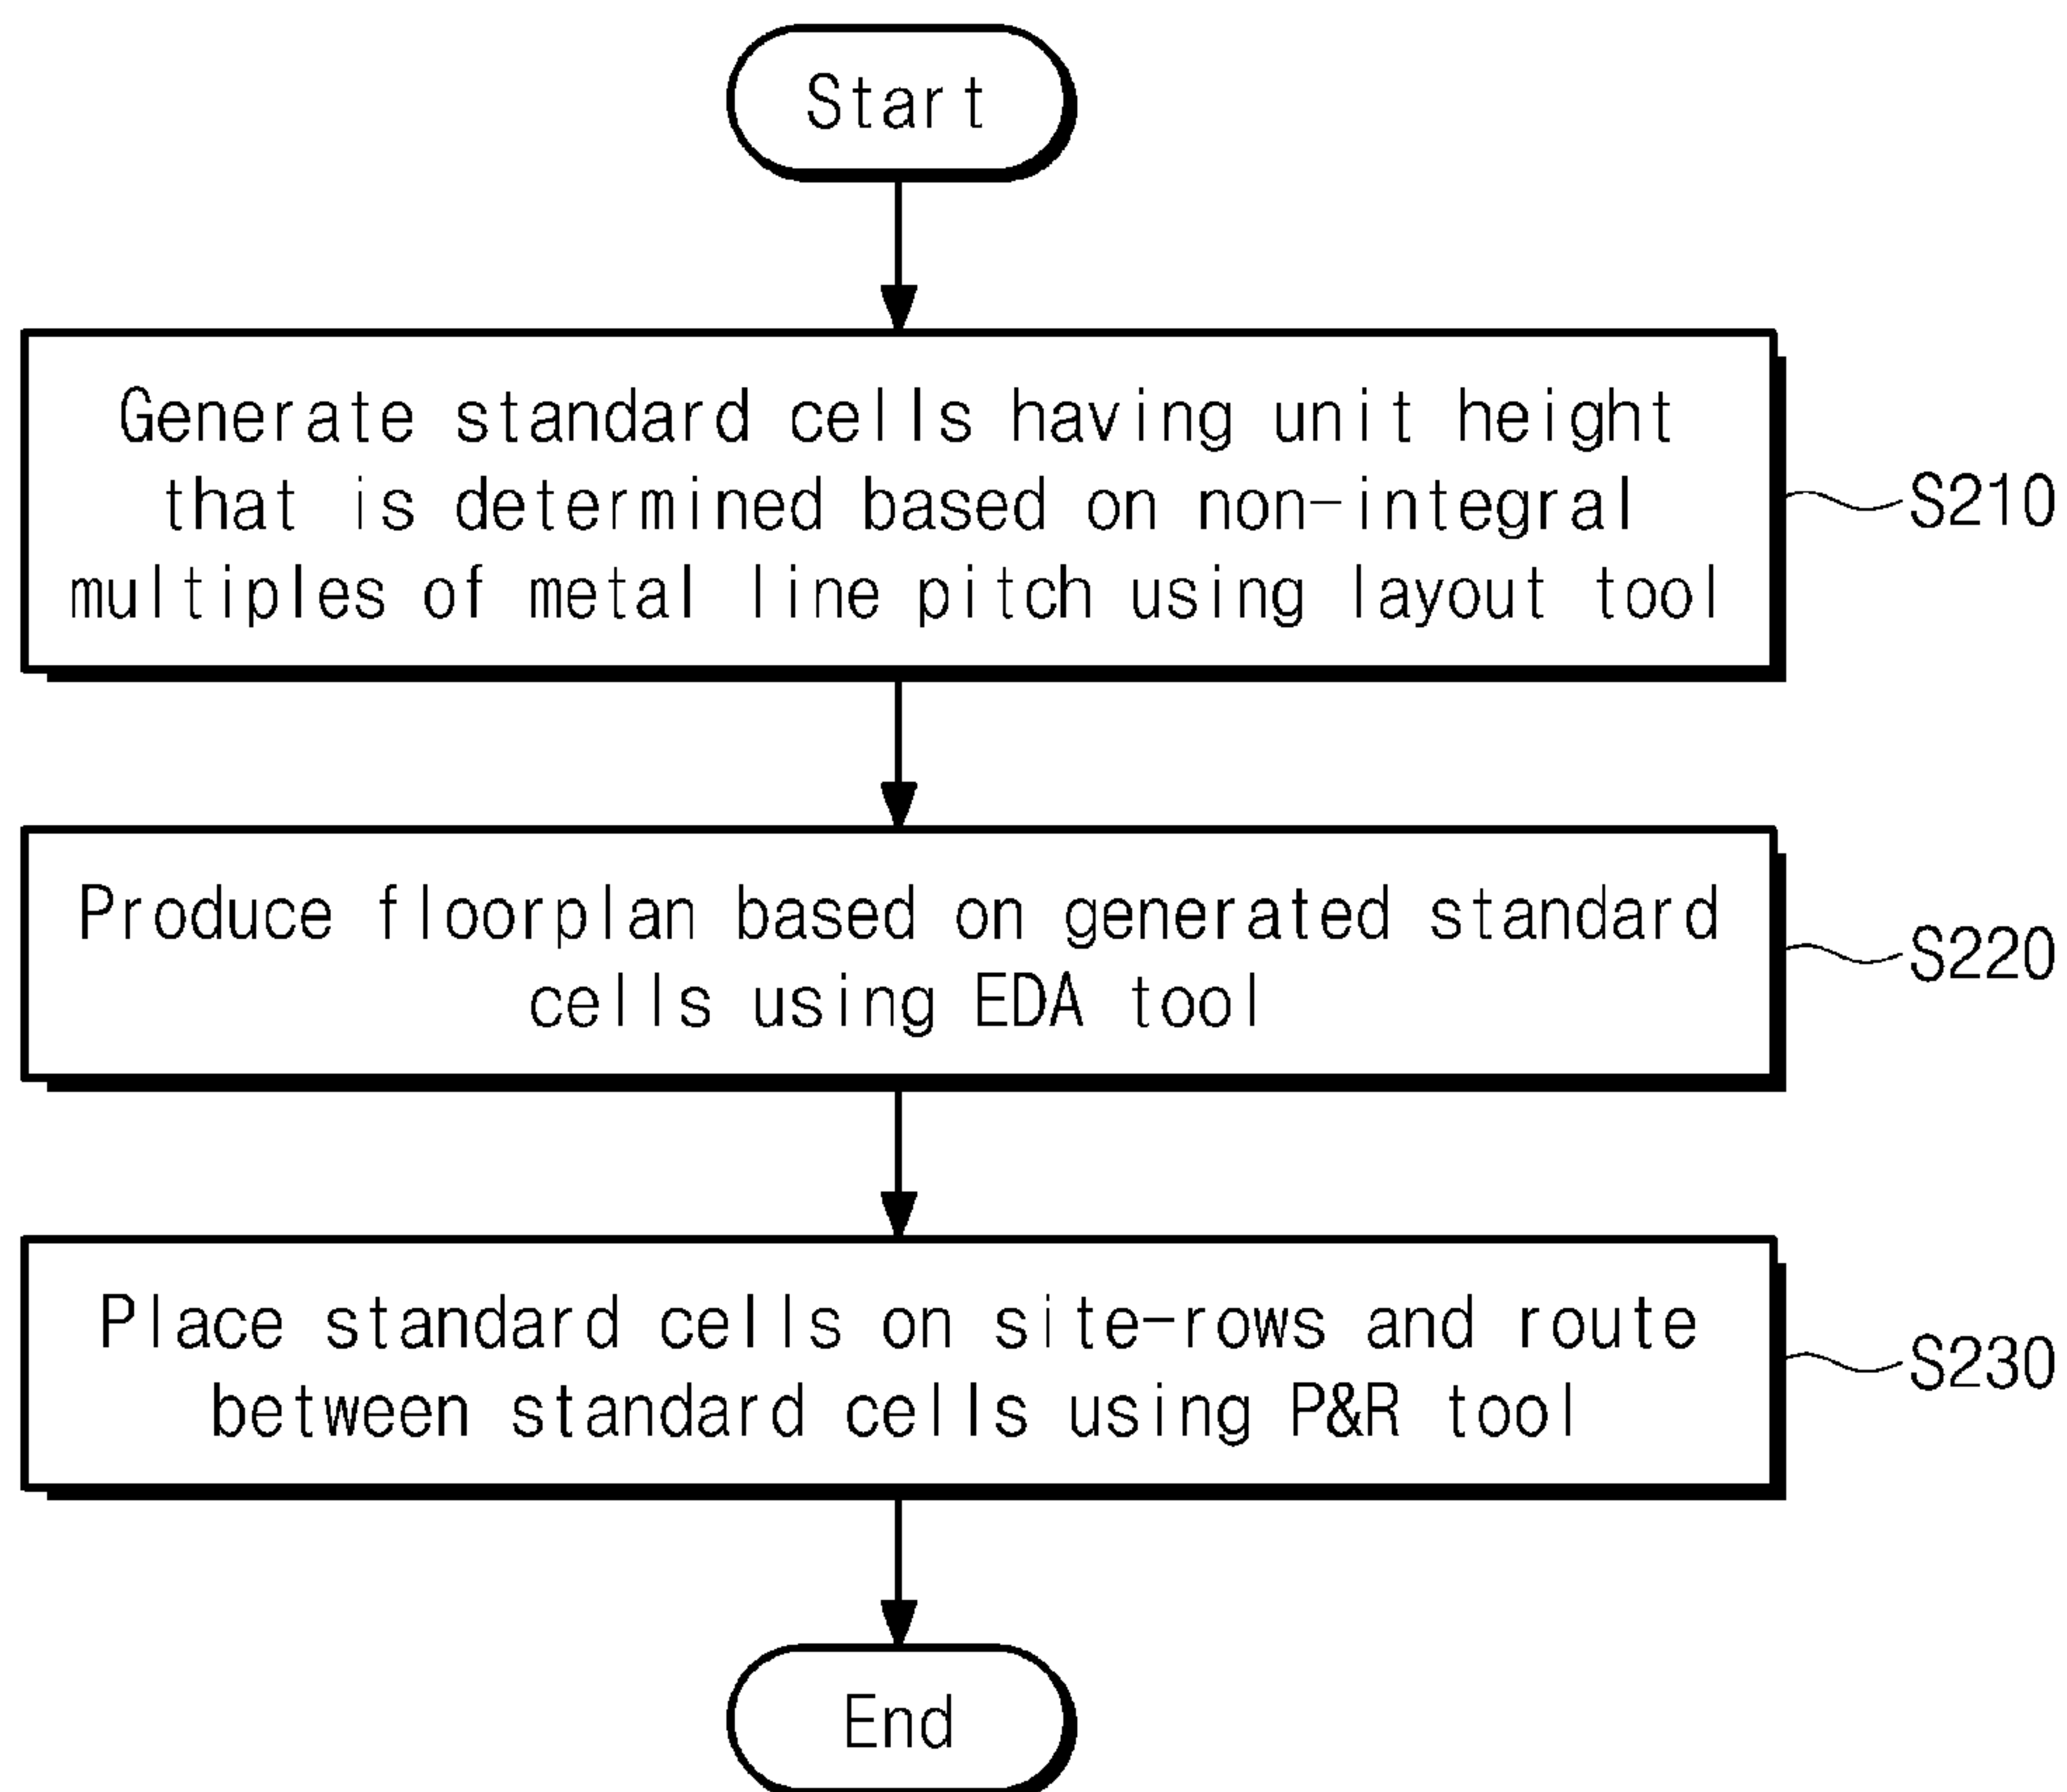 Start
Generate standard cells having unit height
that is determined based on non-integral
multiples of metal line pitch using layout tool
S210
Produce floorplan based on generated standard
cells using EDA tool
S220
Place standard cells on site-rows and route
between standard cells using P&R tool
S230
End